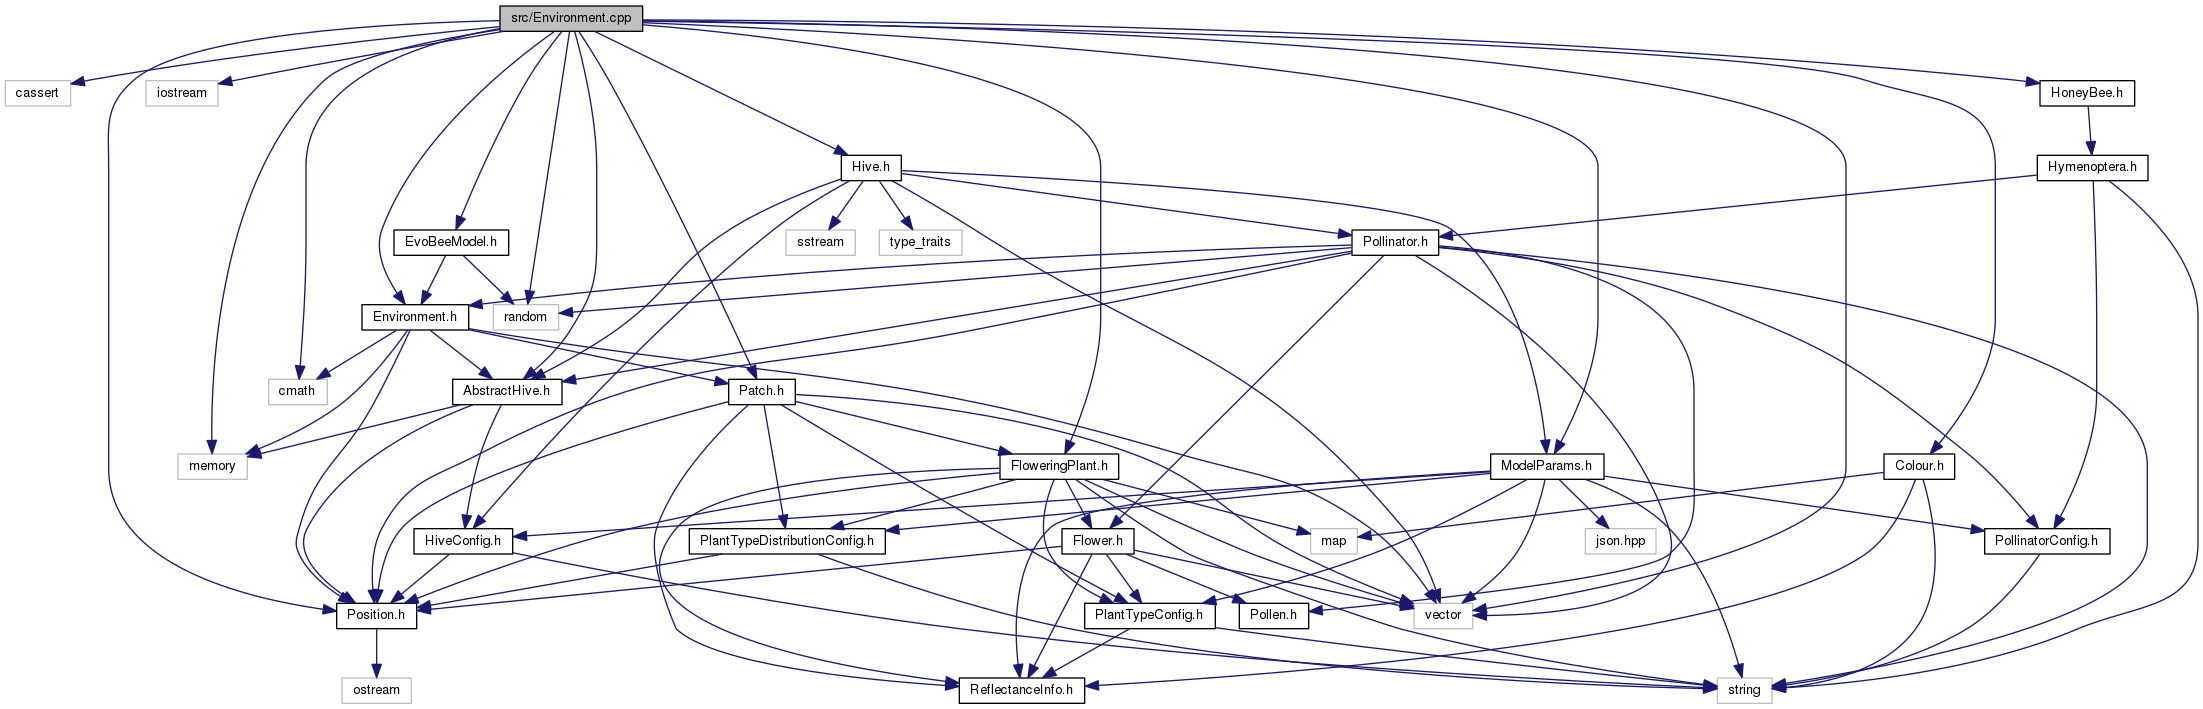 src/Environment.cpp
cassert
iostream
HoneyBee.h
Hive.h
Hymenoptera.h
EvoBeeModel.h
sstream
type_traits
Pollinator.h
Environment.h
random
cmath
AbstractHive.h
Patch.h
memory
FloweringPlant.h
ModelParams.h
Colour.h
HiveConfig.h
PlantTypeDistributionConfig.h
Flower.h
map
json.hpp
PollinatorConfig.h
Position.h
PlantTypeConfig.h
Pollen.h
vector
ostream
ReflectanceInfo.h
string